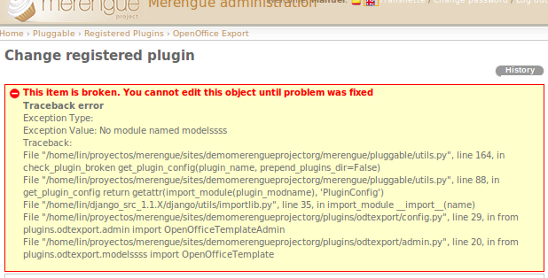 merengue
project
Merengue administration
Manuel.
Change password / Log out
Home › Pluggable › Registered Plugins › OpenOffice Export
Change registered plugin
History
This item is broken. You cannot edit this object until problem was fixed
Traceback error
Exception Type:
Exception Value: No module named modelssss
Traceback:
File "/home/lin/proyectos/merengue/sites/demomerengueprojectorg/merengue/pluggable/utils.py", line 164, in
check_plugin_broken get_plugin_config(plugin_name, prepend_plugins_dir=False)
File "/home/lin/proyectos/merengue/sites/demomerengueprojectorg/merengue/pluggable/utils.py", line 88, in
get_plugin_config return getattr(import_module(plugin_modname), 'PluginConfig')
File "/home/lin/django_src_1.1.X/django/utils/importlib.py", line 35, in import_module __import__(name)
File "/home/lin/proyectos/merengue/sites/demomerengueprojectorg/plugins/odtexport/config.py", line 29, in from
plugins.odtexport.admin import OpenOfficeTemplateAdmin
File "/home/lin/proyectos/merengue/sites/demomerengueprojectorg/plugins/odtexport/admin.py", line 20, in from
plugins.odtexport.modelssss import OpenOfficeTemplate